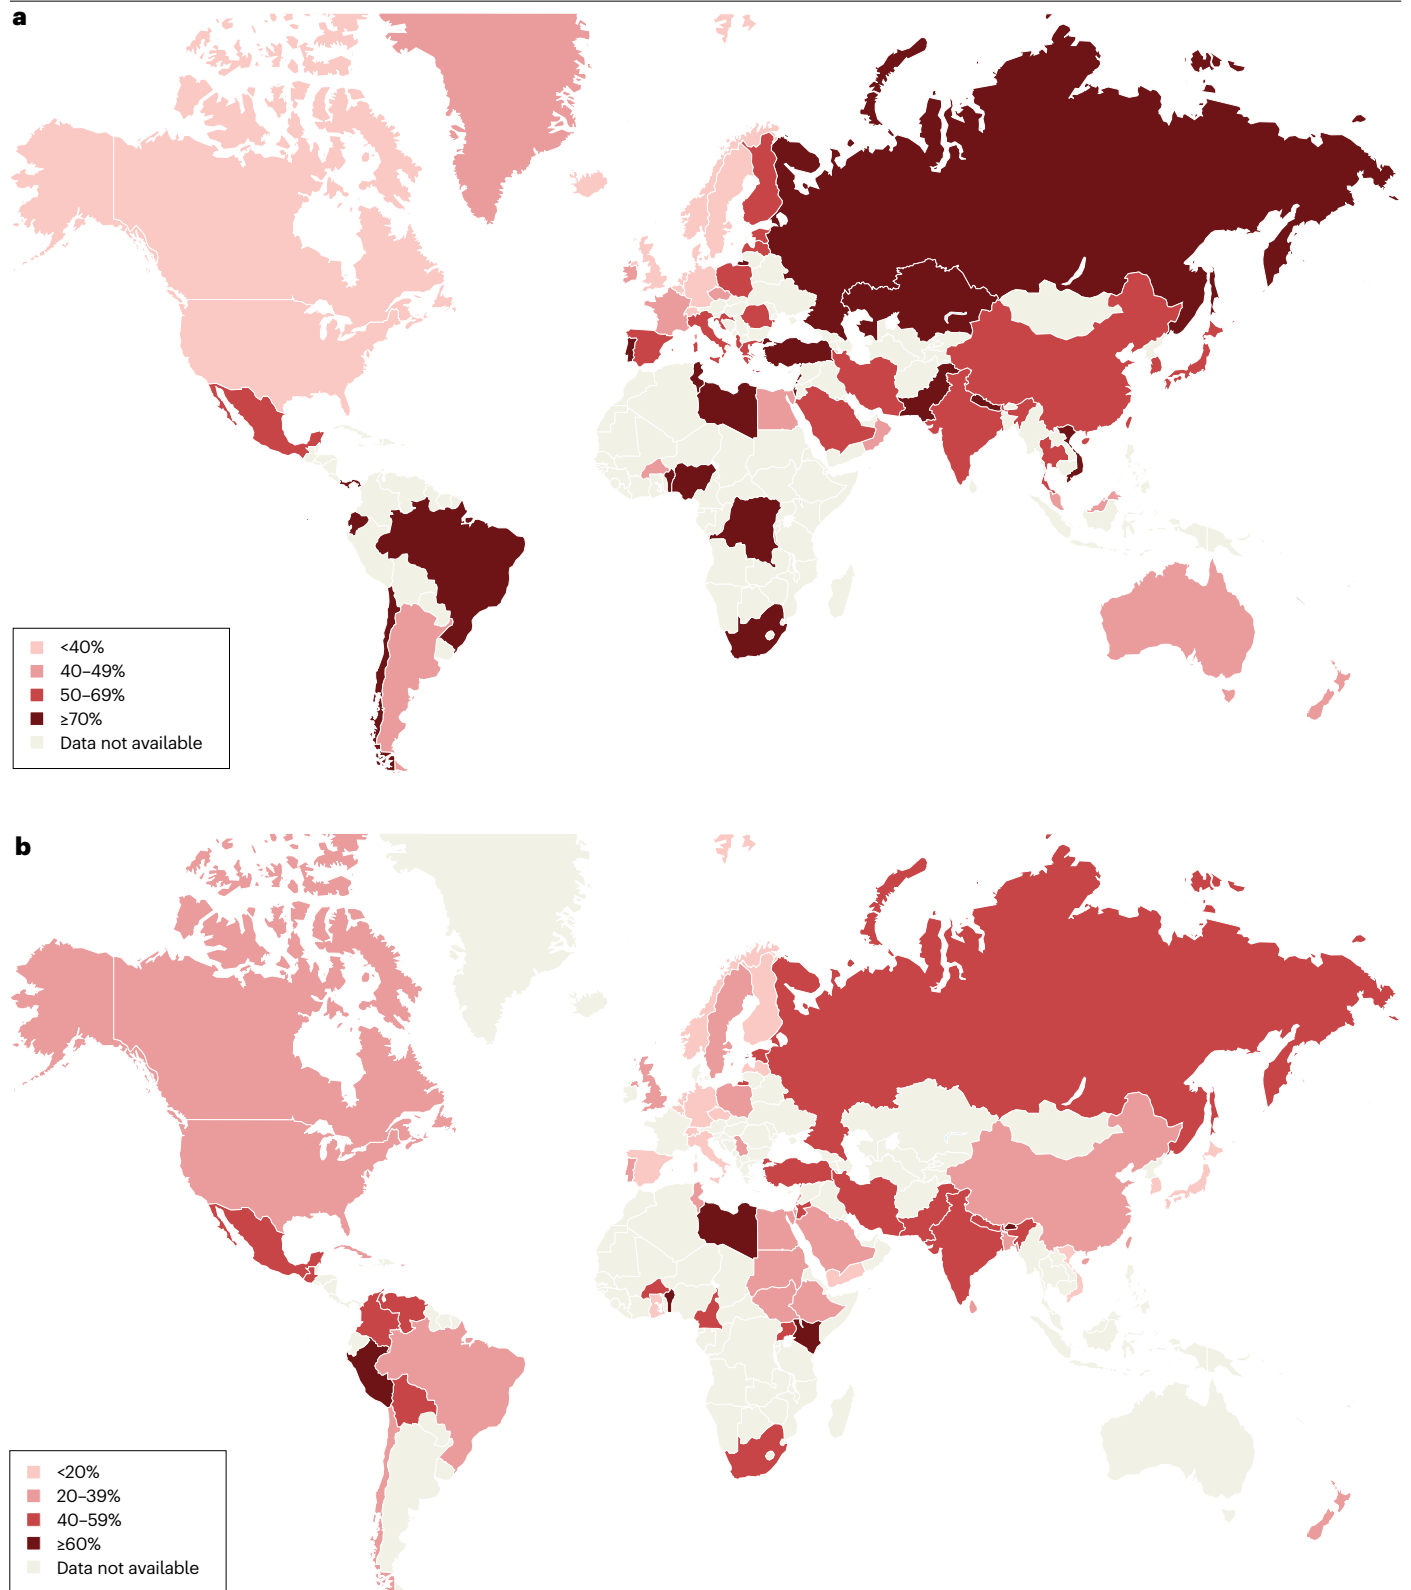 a
<40%
40–49%
50–69%
≥70%
Data not available
b
<20%
20–39%
40–59%
≥60%
Data not available